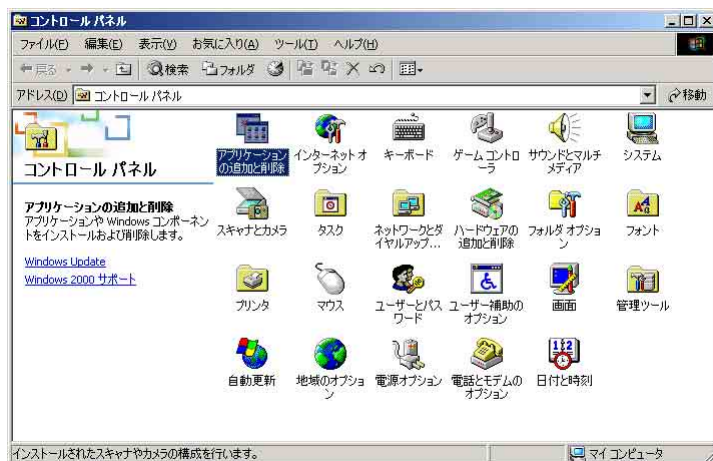 コントロール パネル
ファイル(F) 編集(E) 表示(V) お気に入り(A) ツール(T) ヘルプ(H)
戻る 検索 フォルダ
アドレス(D) コントロール パネル 移動
コントロール パネル
アプリケーションの追加と削除
アプリケーションや Windows コンポーネン
トをインストールおよび削除します。
Windows Update
Windows 2000 サポート
アプリケーション
の追加と削除
インターネット オ
プション
キーボード
ゲーム コントロ
ーラ
サウンドとマルチ
メディア
システム
スキャナとカメラ
タスク
ネットワークとダ
イヤルアップ...
ハードウェアの
追加と削除
フォルダ オプショ
ン
フォント
プリンタ
マウス
ユーザーとパス
ワード
ユーザー補助の
オプション
画面
管理ツール
自動更新
地域のオプショ
ン
電源オプション
電話とモデムの
オプション
日付と時刻
インストールされたスキャナやカメラの構成を行います。
マイ コンピュータ